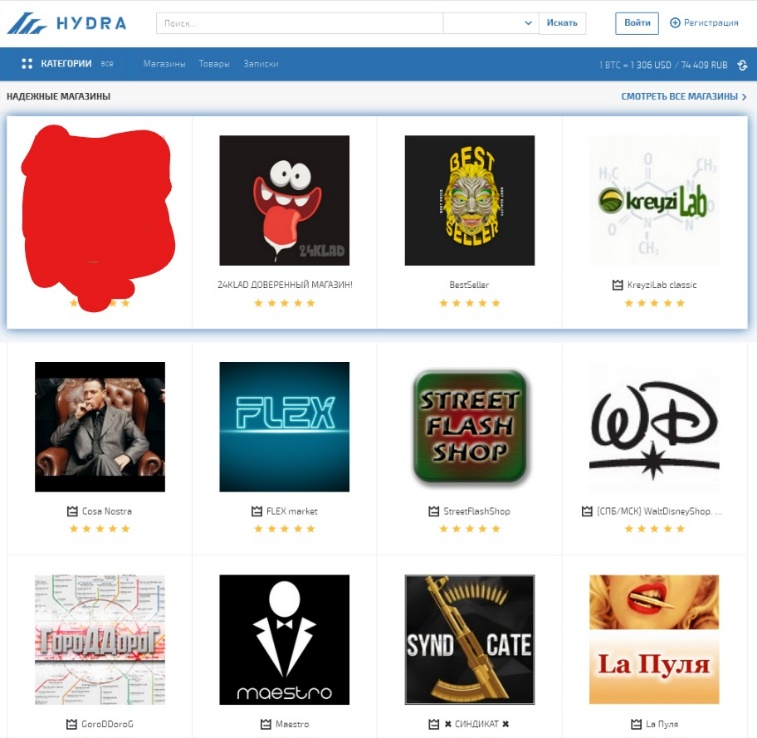 HYDRA
Поиск...
Искать
Войти
Регистрация
КАТЕГОРИИ все
Магазины Товары Записки
1 BTC = 1 306 USD / 74 409 RUB
НАДЕЖНЫЕ МАГАЗИНЫ
СМОТРЕТЬ ВСЕ МАГАЗИНЫ
24KLAD
BEST
SELLER
H₃C
O
CH₃
kreyziLab
O
CH₃
24KLAD ДОВЕРЕННЫЙ МАГАЗИН!
BestSeller
KreyziLab classic
FLEX
STREET
FLASH
SHOP
WD
Cosa Nostra
FLEX market
StreetFlashShop
[СПБ/МСК] WaltDisneyShop. ...
ГороДДороГ
maestro
SYND CATE
La Пуля
GoroDDoroG
Maestro
✖ СИНДИКАТ ✖
La Пуля